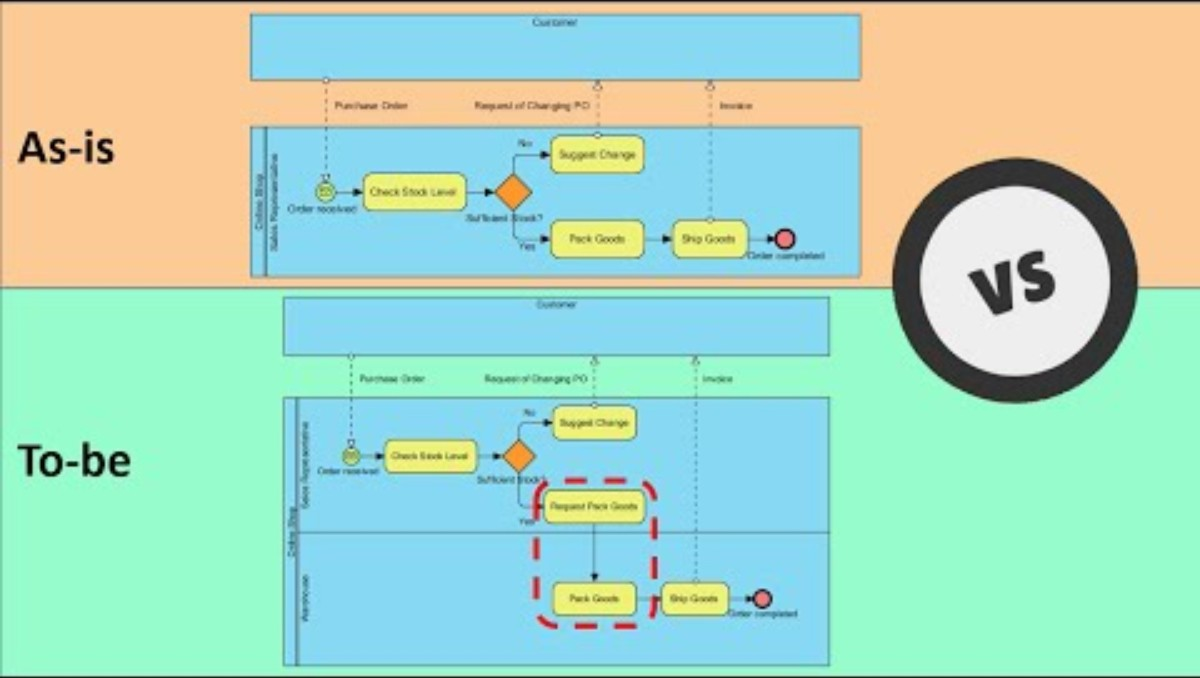 Customer
Purchase Order
Request of Changing PO
Invoice
As-is
Online Shop
Sales Representative
No
Suggest Change
Check Stock Level
Order received
Sufficient Stock?
Yes
Pack Goods
Ship Goods
Order completed
VS
Customer
Purchase Order
Request of Changing PO
Invoice
To-be
Online Shop
Sales Representative
No
Suggest Change
Check Stock Level
Order received
Sufficient Stock?
Yes
Request Pack Goods
Warehouse
Pack Goods
Ship Goods
Order completed